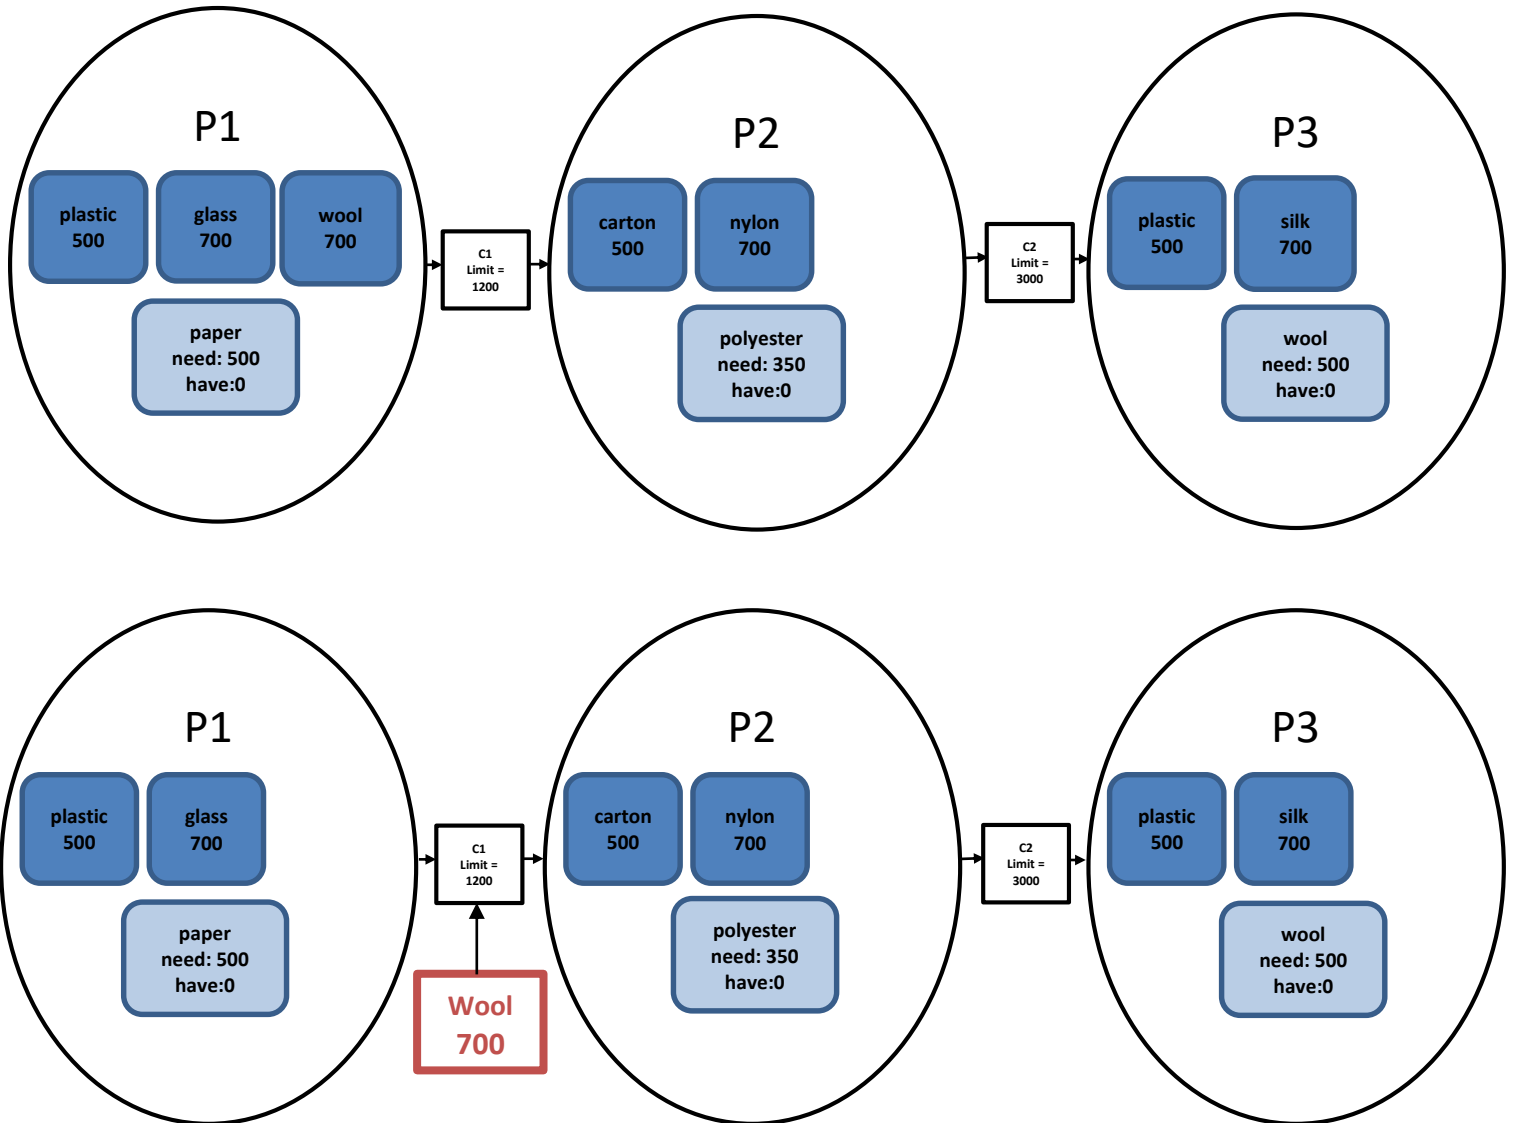 P1
plastic
500
glass
700
wool
700
paper
need: 500
have:0
C1
Limit =
1200
P2
carton
500
nylon
700
polyester
need: 350
have:0
C2
Limit =
3000
P3
plastic
500
silk
700
wool
need: 500
have:0
P1
plastic
500
glass
700
paper
need: 500
have:0
C1
Limit =
1200
Wool
700
P2
carton
500
nylon
700
polyester
need: 350
have:0
C2
Limit =
3000
P3
plastic
500
silk
700
wool
need: 500
have:0